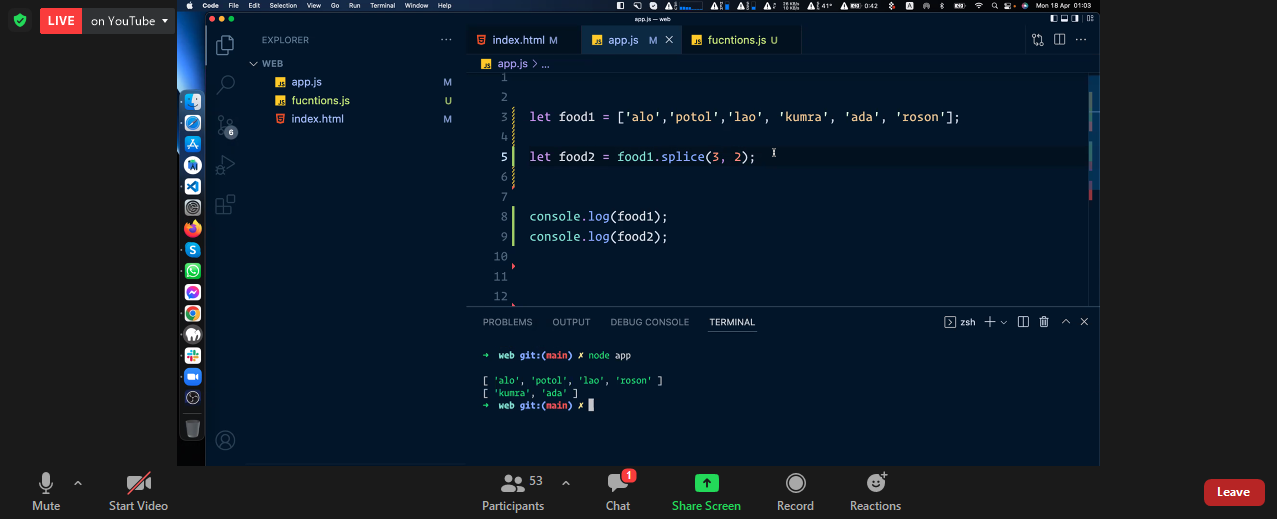 LIVE on YouTube
Code File Edit Selection View Go Run Terminal Window Help
0:42 Mon 18 Apr 01:03
app.js — web
EXPLORER
WEB
app.js M
fucntions.js U
index.html M
6
index.html M app.js M fucntions.js U
app.js > ...
1
2
3 let food1 = ['alo','potol','lao', 'kumra', 'ada', 'roson'];
4
5 let food2 = food1.splice(3, 2);
6
7
8 console.log(food1);
9 console.log(food2);
10
11
12
PROBLEMS OUTPUT DEBUG CONSOLE TERMINAL zsh
→ web git:(main) ✗ node app
[ 'alo', 'potol', 'lao', 'roson' ]
[ 'kumra', 'ada' ]
→ web git:(main) ✗
Mute Start Video Participants 53 Chat 1 Share Screen Record Reactions Leave